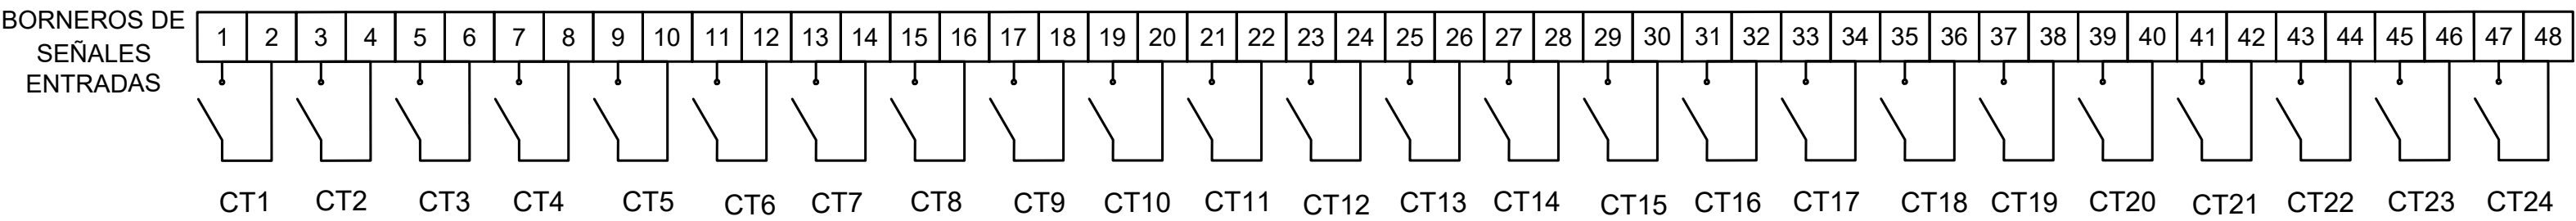 BORNEROS DE
SEÑALES
ENTRADAS
1 2 3 4 5 6 7 8 9 10 11 12 13 14 15 16 17 18 19 20 21 22 23 24 25 26 27 28 29 30 31 32 33 34 35 36 37 38 39 40 41 42 43 44 45 46 47 48
CT1 CT2 CT3 CT4 CT5 CT6 CT7 CT8 CT9 CT10 CT11 CT12 CT13 CT14 CT15 CT16 CT17 CT18 CT19 CT20 CT21 CT22 CT23 CT24